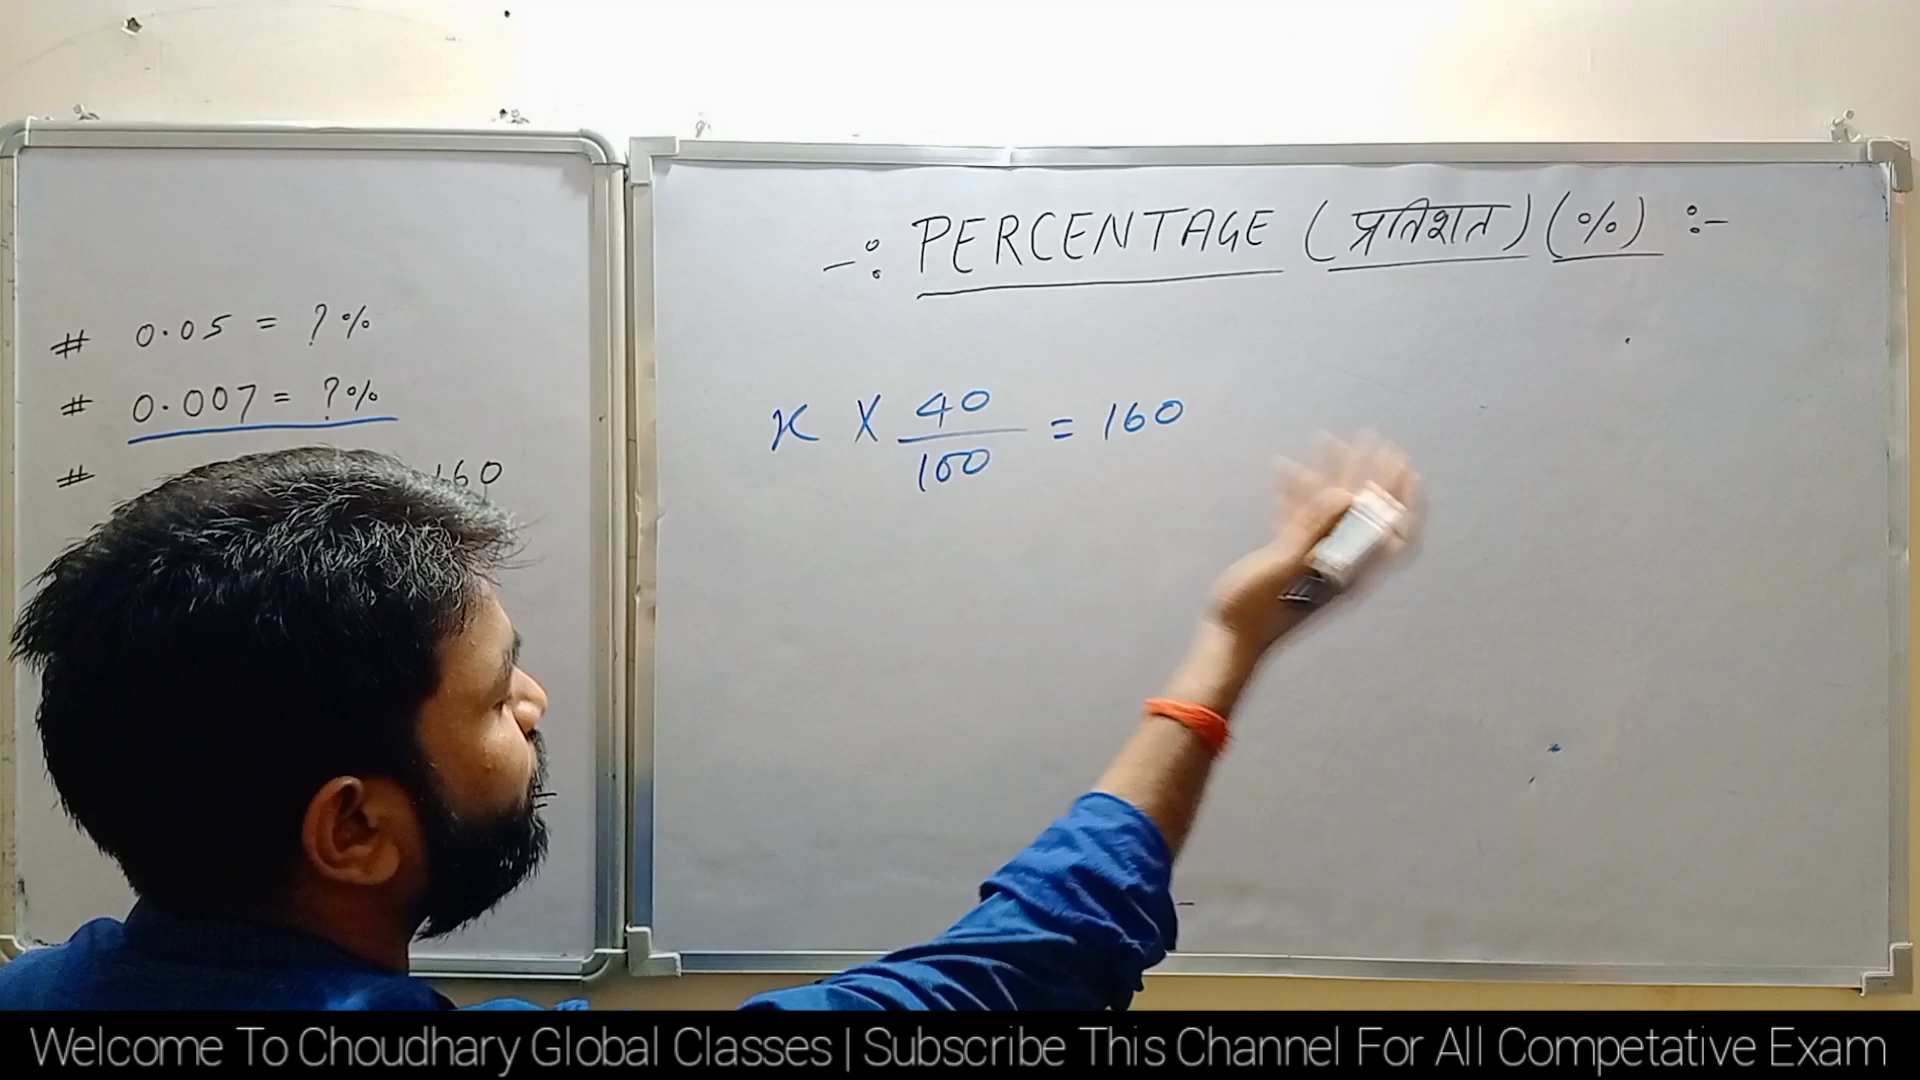 # 0.05 = ? %
# 0.007 = ? %
# 160
-: PERCENTAGE (प्रतिशत) (%) :-
x X 40/100 = 160
Welcome To Choudhary Global Classes | Subscribe This Channel For All Competative Exam